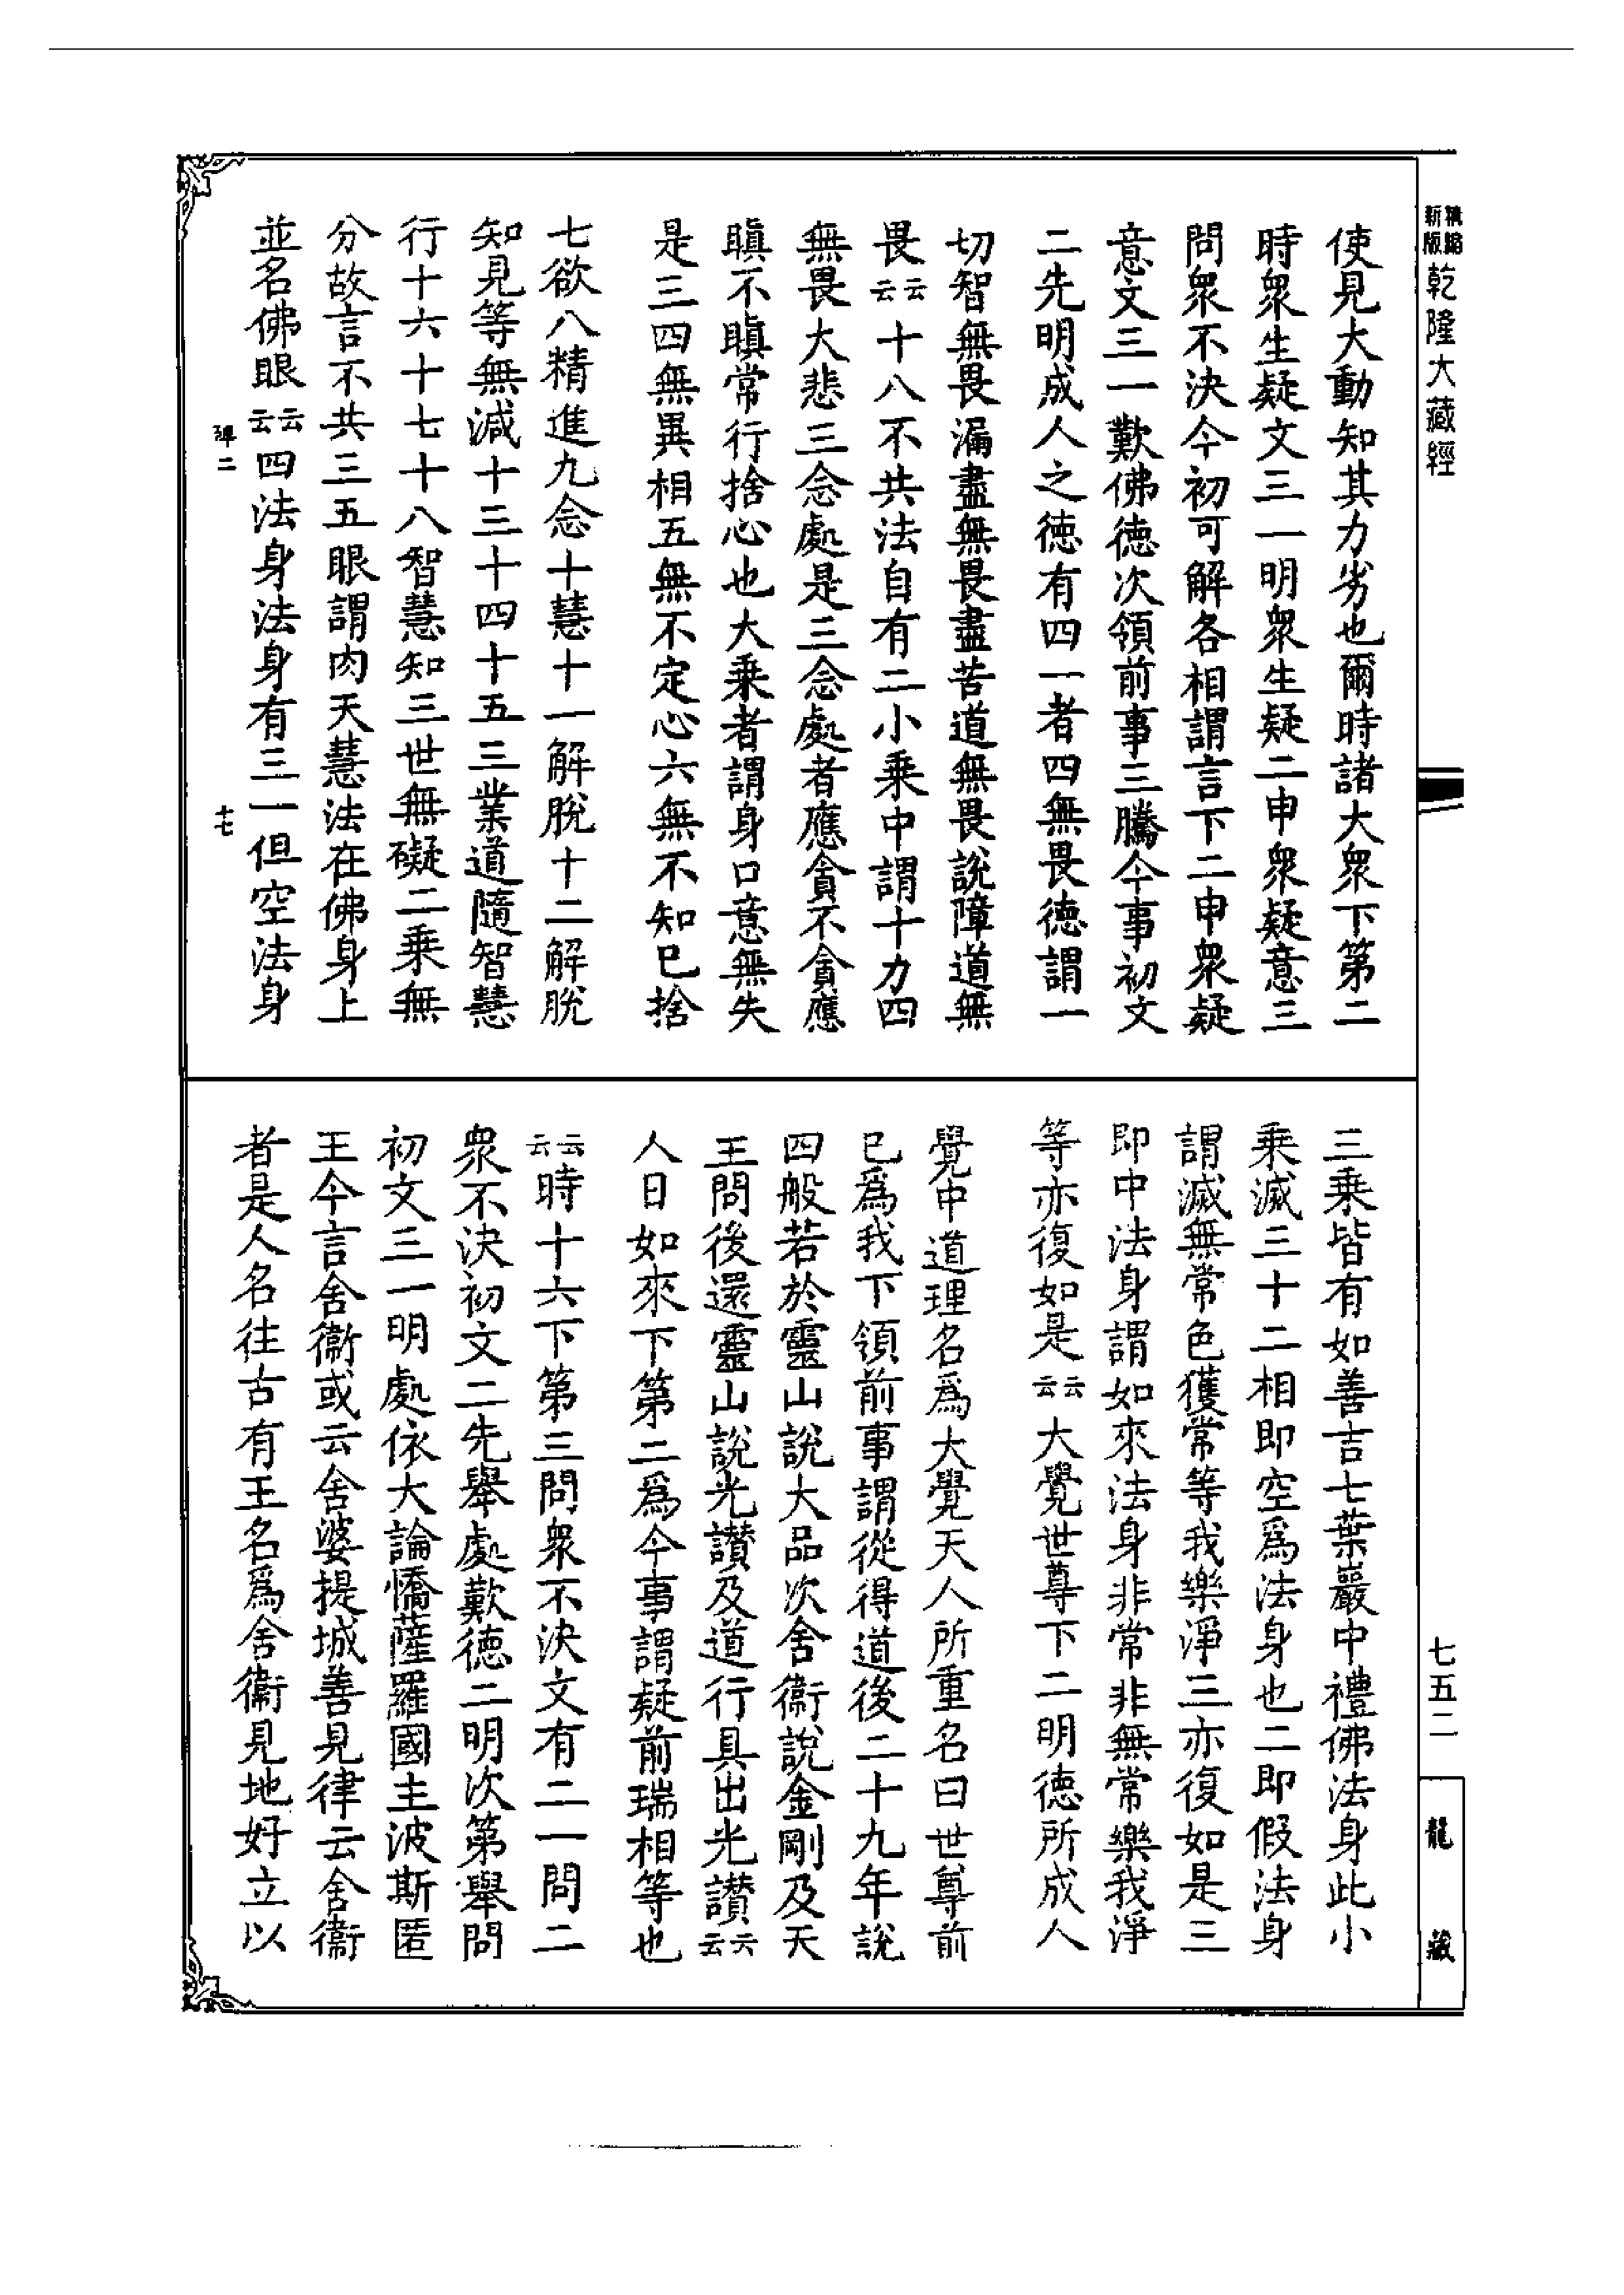 精縮
新版
乾隆大藏經
七五二
龍藏
使見大動知其力劣也爾時諸大衆下第二
時衆生疑文三一明衆生疑二申衆疑意三
問衆不決今初可解各相謂言下二申衆疑
意文三一歎佛德次領前事三騰今事初文
二先明成人之德有四一者四無畏德謂一
切智無畏漏盡無畏盡苦道無畏説障道無
畏云云十八不共法自有二小乘中謂十力四
無畏大悲三念處是三念處者應貪不貪應
瞋不瞋常行捨心也大乘者謂身口意無失
是三四無異相五無不定心六無不知已捨
七欲八精進九念十慧十一解脫十二解脫
知見等無減十三十四十五三業道隨智慧
行十六十七十八智慧知三世無礙二乘無
分故言不共三五眼謂肉天慧法在佛身上
並名佛眼云云四法身法身有三一但空法身
十七
三乘皆有如善吉七葉巖中禮佛法身此小
乘滅三十二相即空爲法身也二即假法身
謂滅無常色獲常等我樂淨三亦復如是三
即中法身謂如來法身非常非無常樂我淨
等亦復如是云云大覺世尊下二明德所成人
覺中道理名爲大覺天人所重名曰世尊前
已爲我下領前事謂從得道後二十九年說
四般若於靈山說大品次舍衞說金剛及天
王問後還靈山說光讚及道行具出光讚云云
人曰如來下第二爲今事謂疑前瑞相等也
云云時十六下第三問衆不決文有二一問二
衆不決初文二先舉處歎德二明次第舉問
初文三一明處依大論憍薩羅國主波斯匿
王今言舍衞或云舍婆提城善見律云舍衞
者是人名往古有王名爲舍衞見地好立以